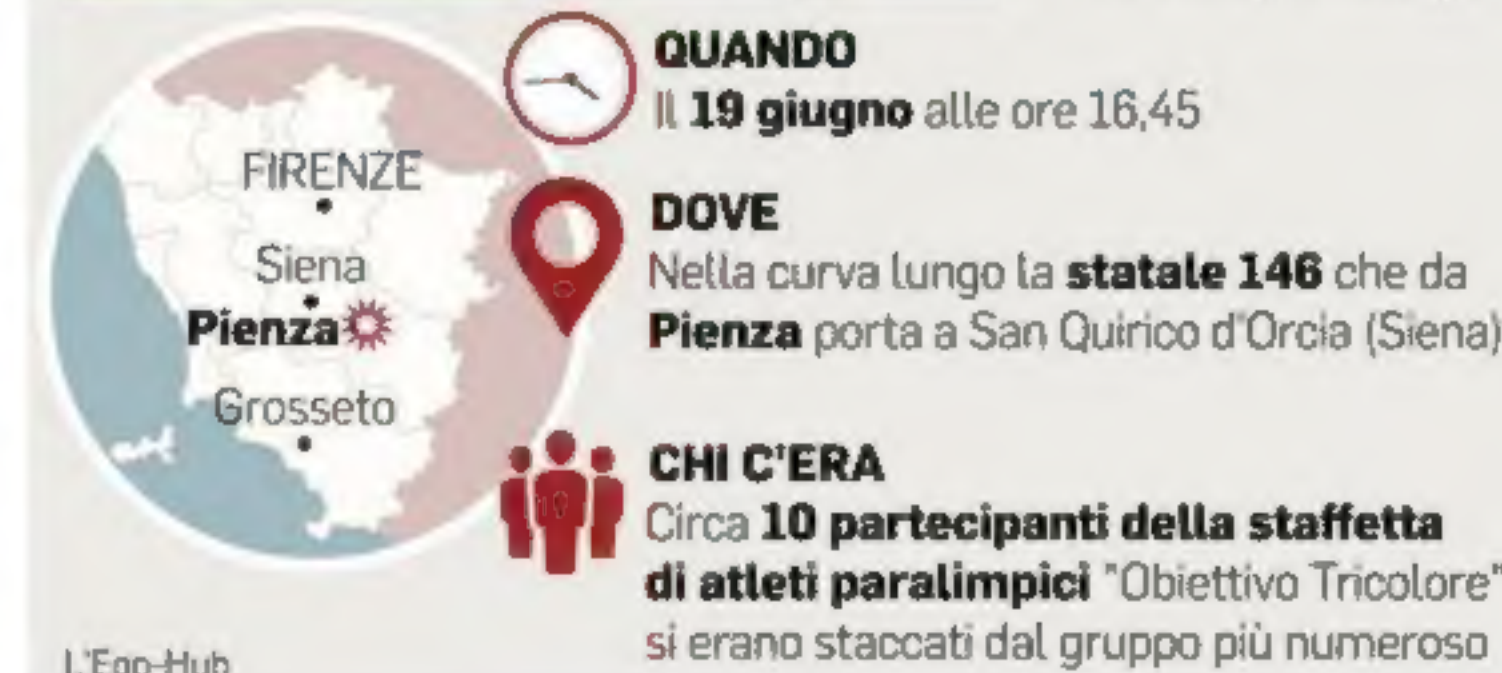 QUANDO
Il 19 giugno alle ore 16,45
FIRENZE
Siena
Pienza
Grosseto
DOVE
Nella curva lungo la statale 146 che da
Pienza porta a San Quirico d'Orcia (Siena)
CHI C'ERA
Circa 10 partecipanti della staffetta
di atleti paralimpici "Obiettivo Tricolore"
si erano staccati dal gruppo più numeroso
L'Ego-Hub